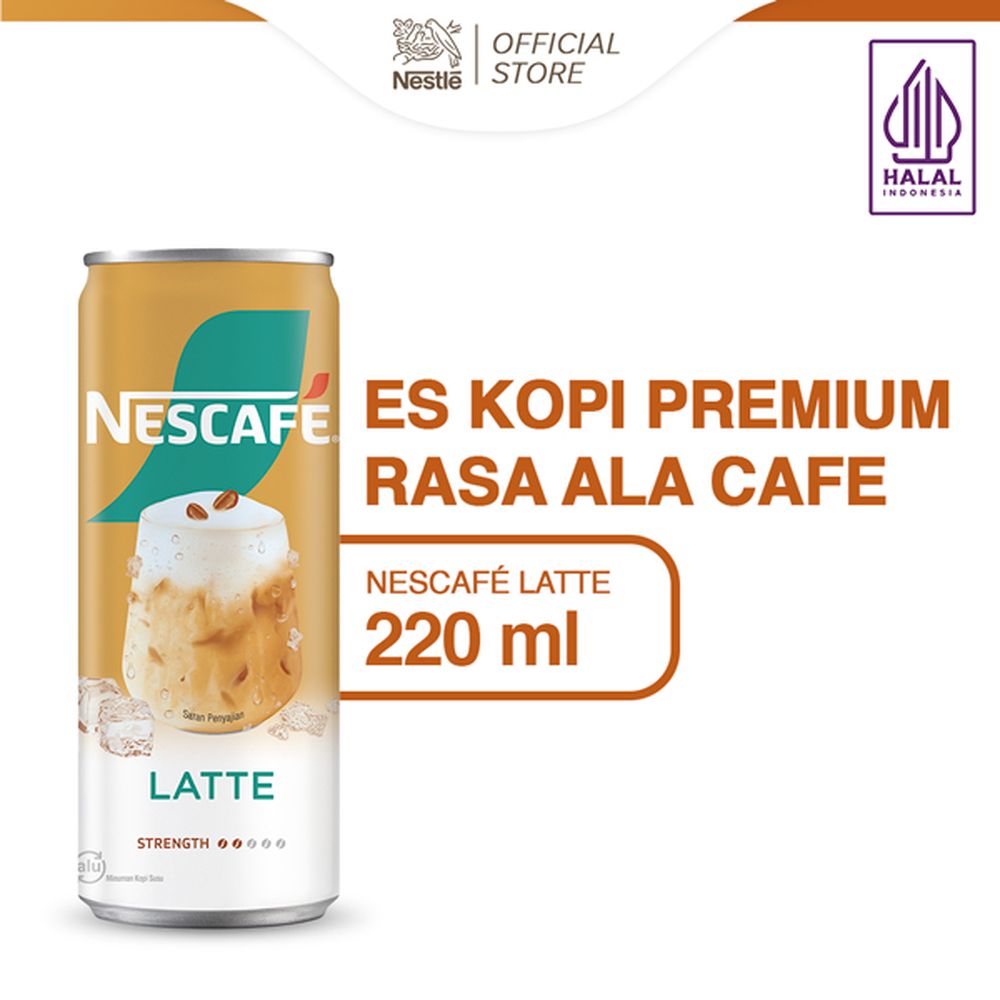 Nestlé
OFFICIAL
STORE
HALAL
INDONESIA
NESCAFÉ
Saran Penyajian
LATTE
STRENGTH
alu
Minuman Kopi Susu
ES KOPI PREMIUM
RASA ALA CAFE
NESCAFÉ LATTE
220 ml